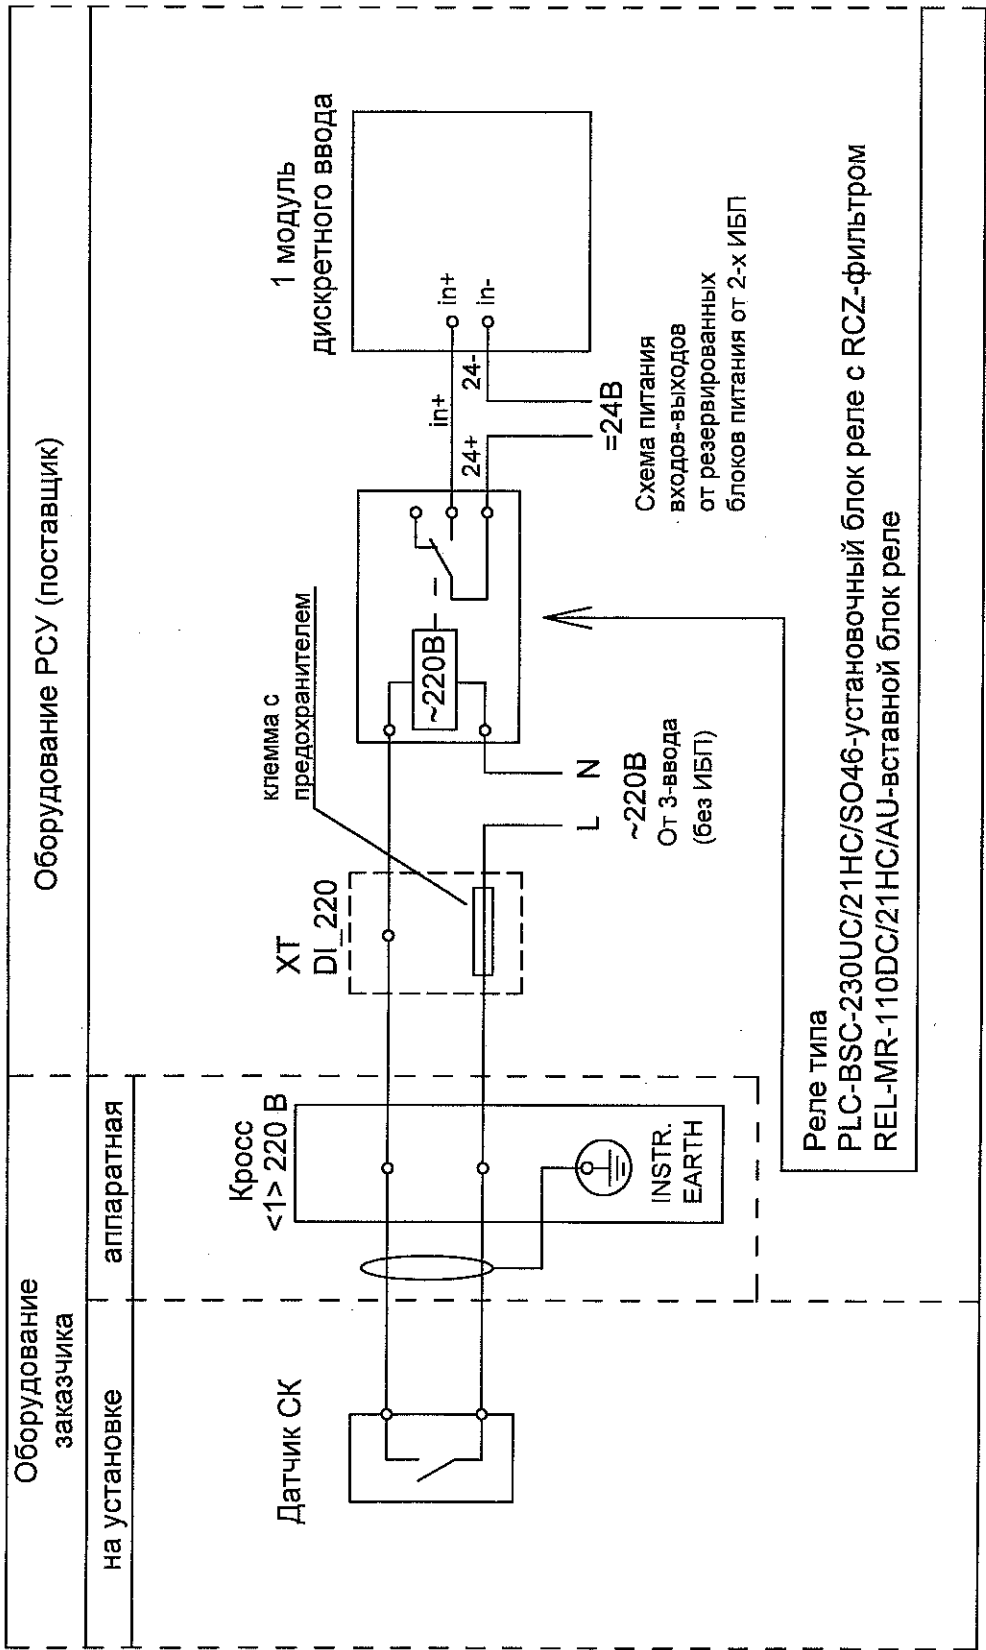 Оборудование
заказчика
Оборудование РСУ (поставщик)
на установке
аппаратная
Датчик СК
Кросс
<1> 220 В
INSTR.
EARTH
XT
DI_220
клемма с
предохранителем
L
N
~220В
От 3-ввода
(без ИБП)
~220В
in+
24+
24-
=24В
Схема питания
входов-выходов
от резервированных
блоков питания от 2-х ИБП
1 модуль
дискретного ввода
in+
in-
Реле типа
PLC-BSC-230UC/21HC/SO46-установочный блок реле с RCZ-фильтром
REL-MR-110DC/21HC/AU-вставной блок реле